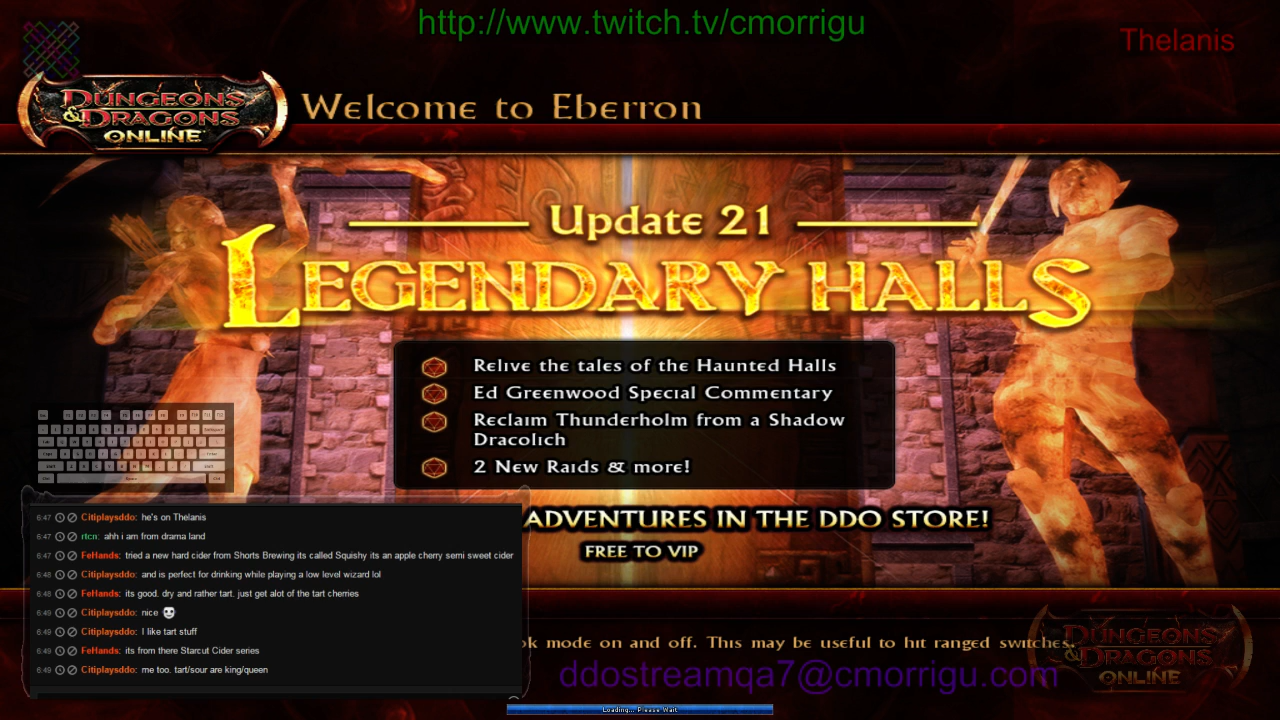 http://www.twitch.tv/cmorrigu
Thelanis
DUNGEONS
& DRAGONS
ONLINE
Welcome to Eberron
Update 21
LEGENDARY HALLS
Relive the tales of the Haunted Halls
Ed Greenwood Special Commentary
Reclaim Thunderholm from a Shadow
Dracolich
2 New Raids & more!
ADVENTURES IN THE DDO STORE!
FREE TO VIP
6:47 Citiplaysddo: he's on Thelanis
6:47 rtcn: ahh i am from drama land
6:47 FeHands: tried a new hard cider from Shorts Brewing its called Squishy its an apple cherry semi sweet cider
6:48 Citiplaysddo: and is perfect for drinking while playing a low level wizard lol
6:48 FeHands: its good. dry and rather tart. just get alot of the tart cherries
6:49 Citiplaysddo: nice
6:49 Citiplaysddo: I like tart stuff
6:49 FeHands: its from there Starcut Cider series
6:49 Citiplaysddo: me too. tart/sour are king/queen
ok mode on and off. This may be useful to hit ranged switches.
DUNGEONS
& DRAGONS
ONLINE
ddostreamqa7@cmorrigu.com
Loading... Please Wait